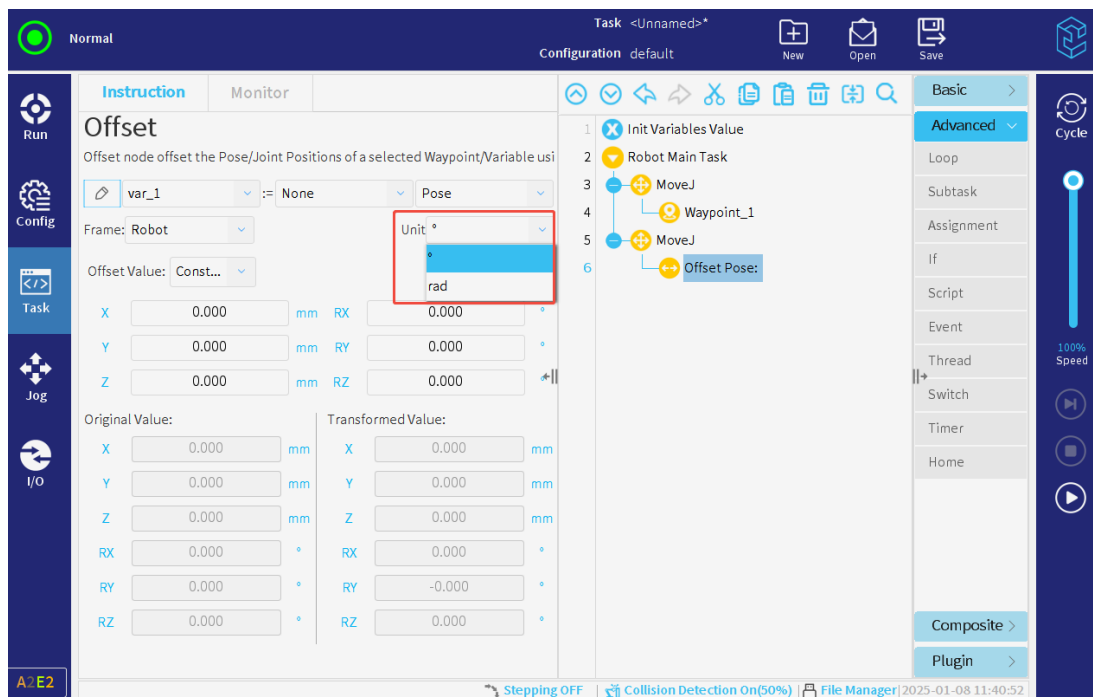 Normal
Task <Unnamed>*
Configuration default
New
Open
Save
Run
Config
Task
Jog
I/O
A2E2
Instruction
Monitor
Offset
Offset node offset the Pose/Joint Positions of a selected Waypoint/Variable usi
var_1 := None Pose
Frame: Robot Unit °
°
rad
Offset Value: Const...
X 0.000 mm RX 0.000 °
Y 0.000 mm RY 0.000 °
Z 0.000 mm RZ 0.000 °
Original Value: Transformed Value:
X 0.000 mm X 0.000 mm
Y 0.000 mm Y 0.000 mm
Z 0.000 mm Z 0.000 mm
RX 0.000 ° RX 0.000 °
RY 0.000 ° RY -0.000 °
RZ 0.000 ° RZ 0.000 °
1 Init Variables Value
2 Robot Main Task
3 MoveJ
4 Waypoint_1
5 MoveJ
6 Offset Pose:
Basic
Advanced
Loop
Subtask
Assignment
If
Script
Event
Thread
Switch
Timer
Home
Composite
Plugin
Cycle
100%
Speed
Stepping OFF | Collision Detection On(50%) | File Manager|2025-01-08 11:40:52